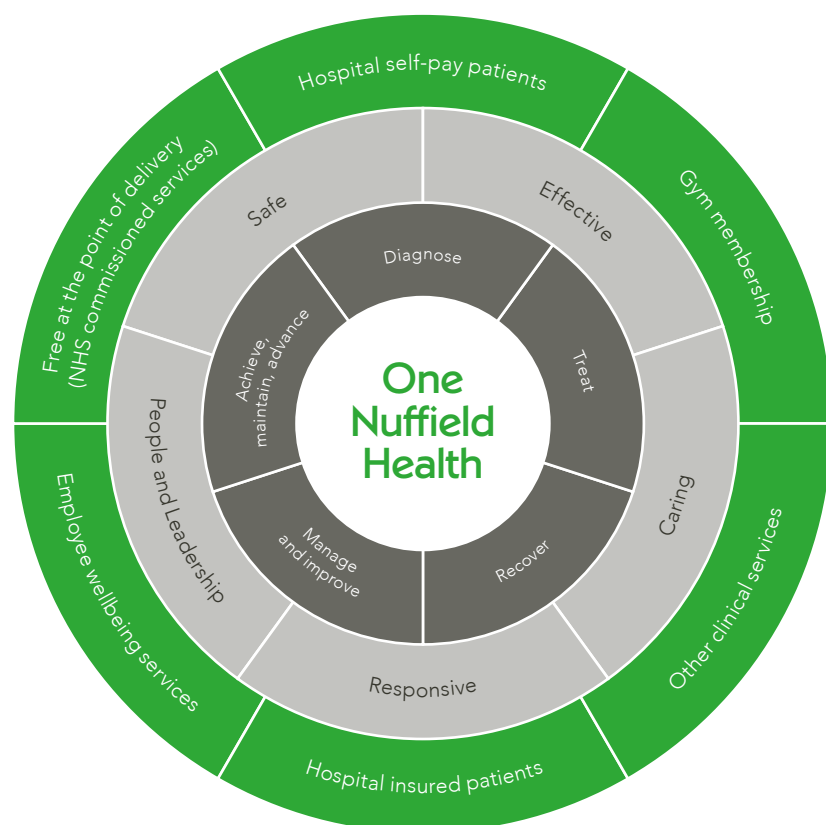 Hospital self-pay patients
Gym membership
Other clinical services
Hospital insured patients
Employee wellbeing services
Free at the point of delivery
(NHS commissioned services)
Safe
Effective
Caring
Responsive
People and Leadership
Diagnose
Treat
Recover
Manage
and improve
Achieve,
maintain, advance
One
Nuffield
Health